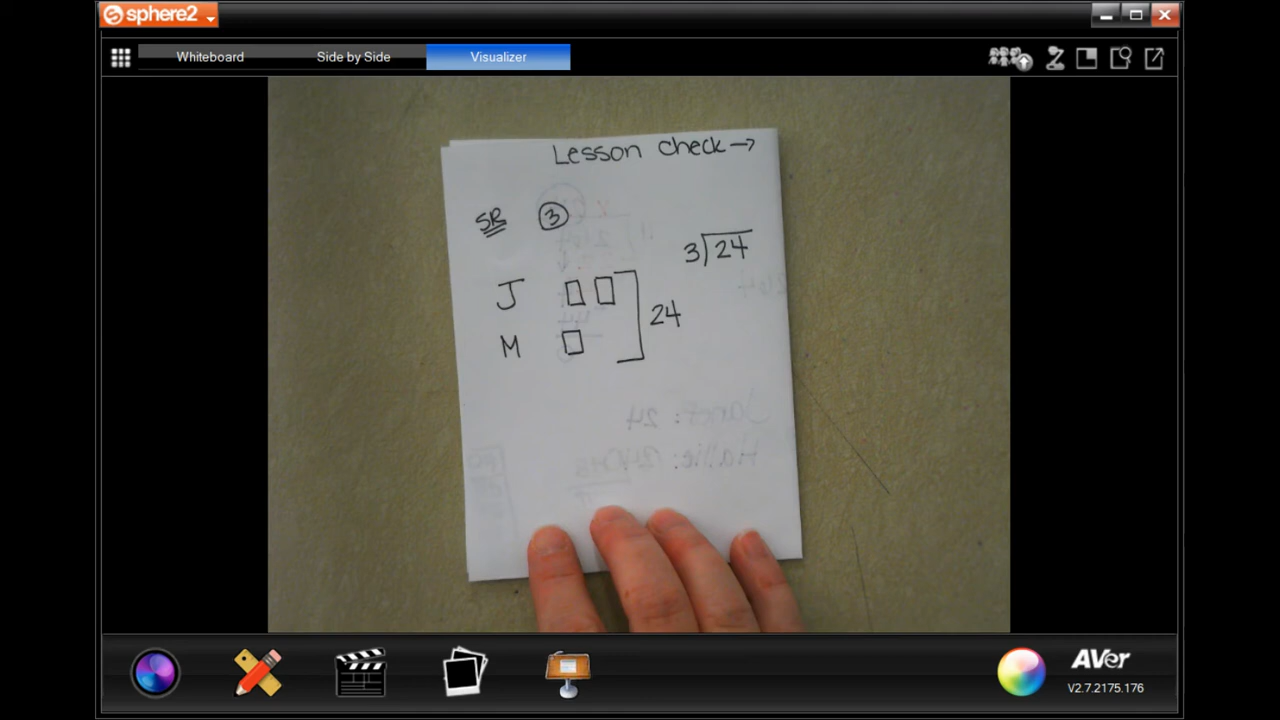 sphere2
Whiteboard Side by Side Visualizer
Lesson check →
SR ③
3)24
J
24
M
AVer
V2.7.2175.176